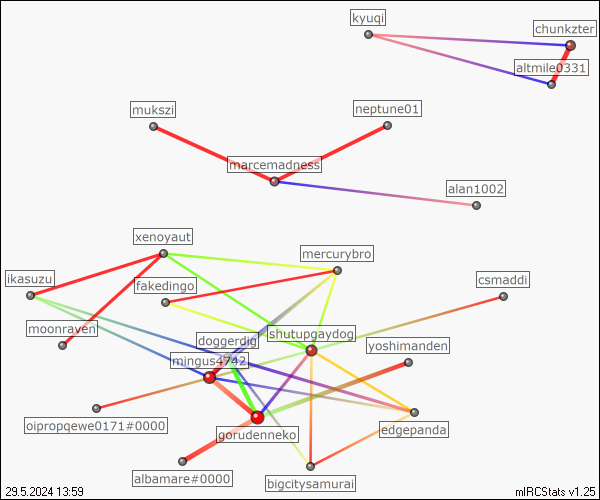 kyuqi
chunkzter
altmile0331
mukszi
neptune01
marcemadness
alan1002
xenoyaut
mercurybro
ikasuzu
fakedingo
csmaddi
moonraven
doggerdig
shutupgaydog
yoshimanden
mingus4742
oipropqewe0171#0000
gorudenneko
edgepanda
albamare#0000
bigcitysamurai
29.5.2024 13:59
mIRCStats v1.25